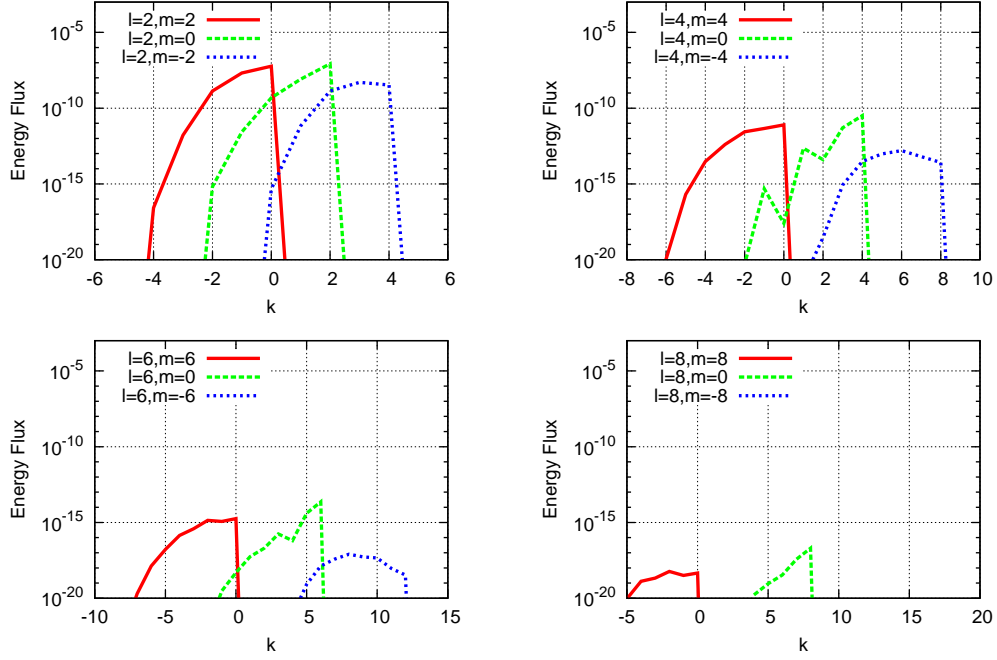 l=2,m=2
l=2,m=0
l=2,m=-2
Energy Flux
10^-5
10^-10
10^-15
10^-20
-6 -4 -2 0 2 4 6
k
l=4,m=4
l=4,m=0
l=4,m=-4
Energy Flux
10^-5
10^-10
10^-15
10^-20
-8 -6 -4 -2 0 2 4 6 8 10
k
l=6,m=6
l=6,m=0
l=6,m=-6
Energy Flux
10^-5
10^-10
10^-15
10^-20
-10 -5 0 5 10 15
k
l=8,m=8
l=8,m=0
l=8,m=-8
Energy Flux
10^-5
10^-10
10^-15
10^-20
-5 0 5 10 15 20
k